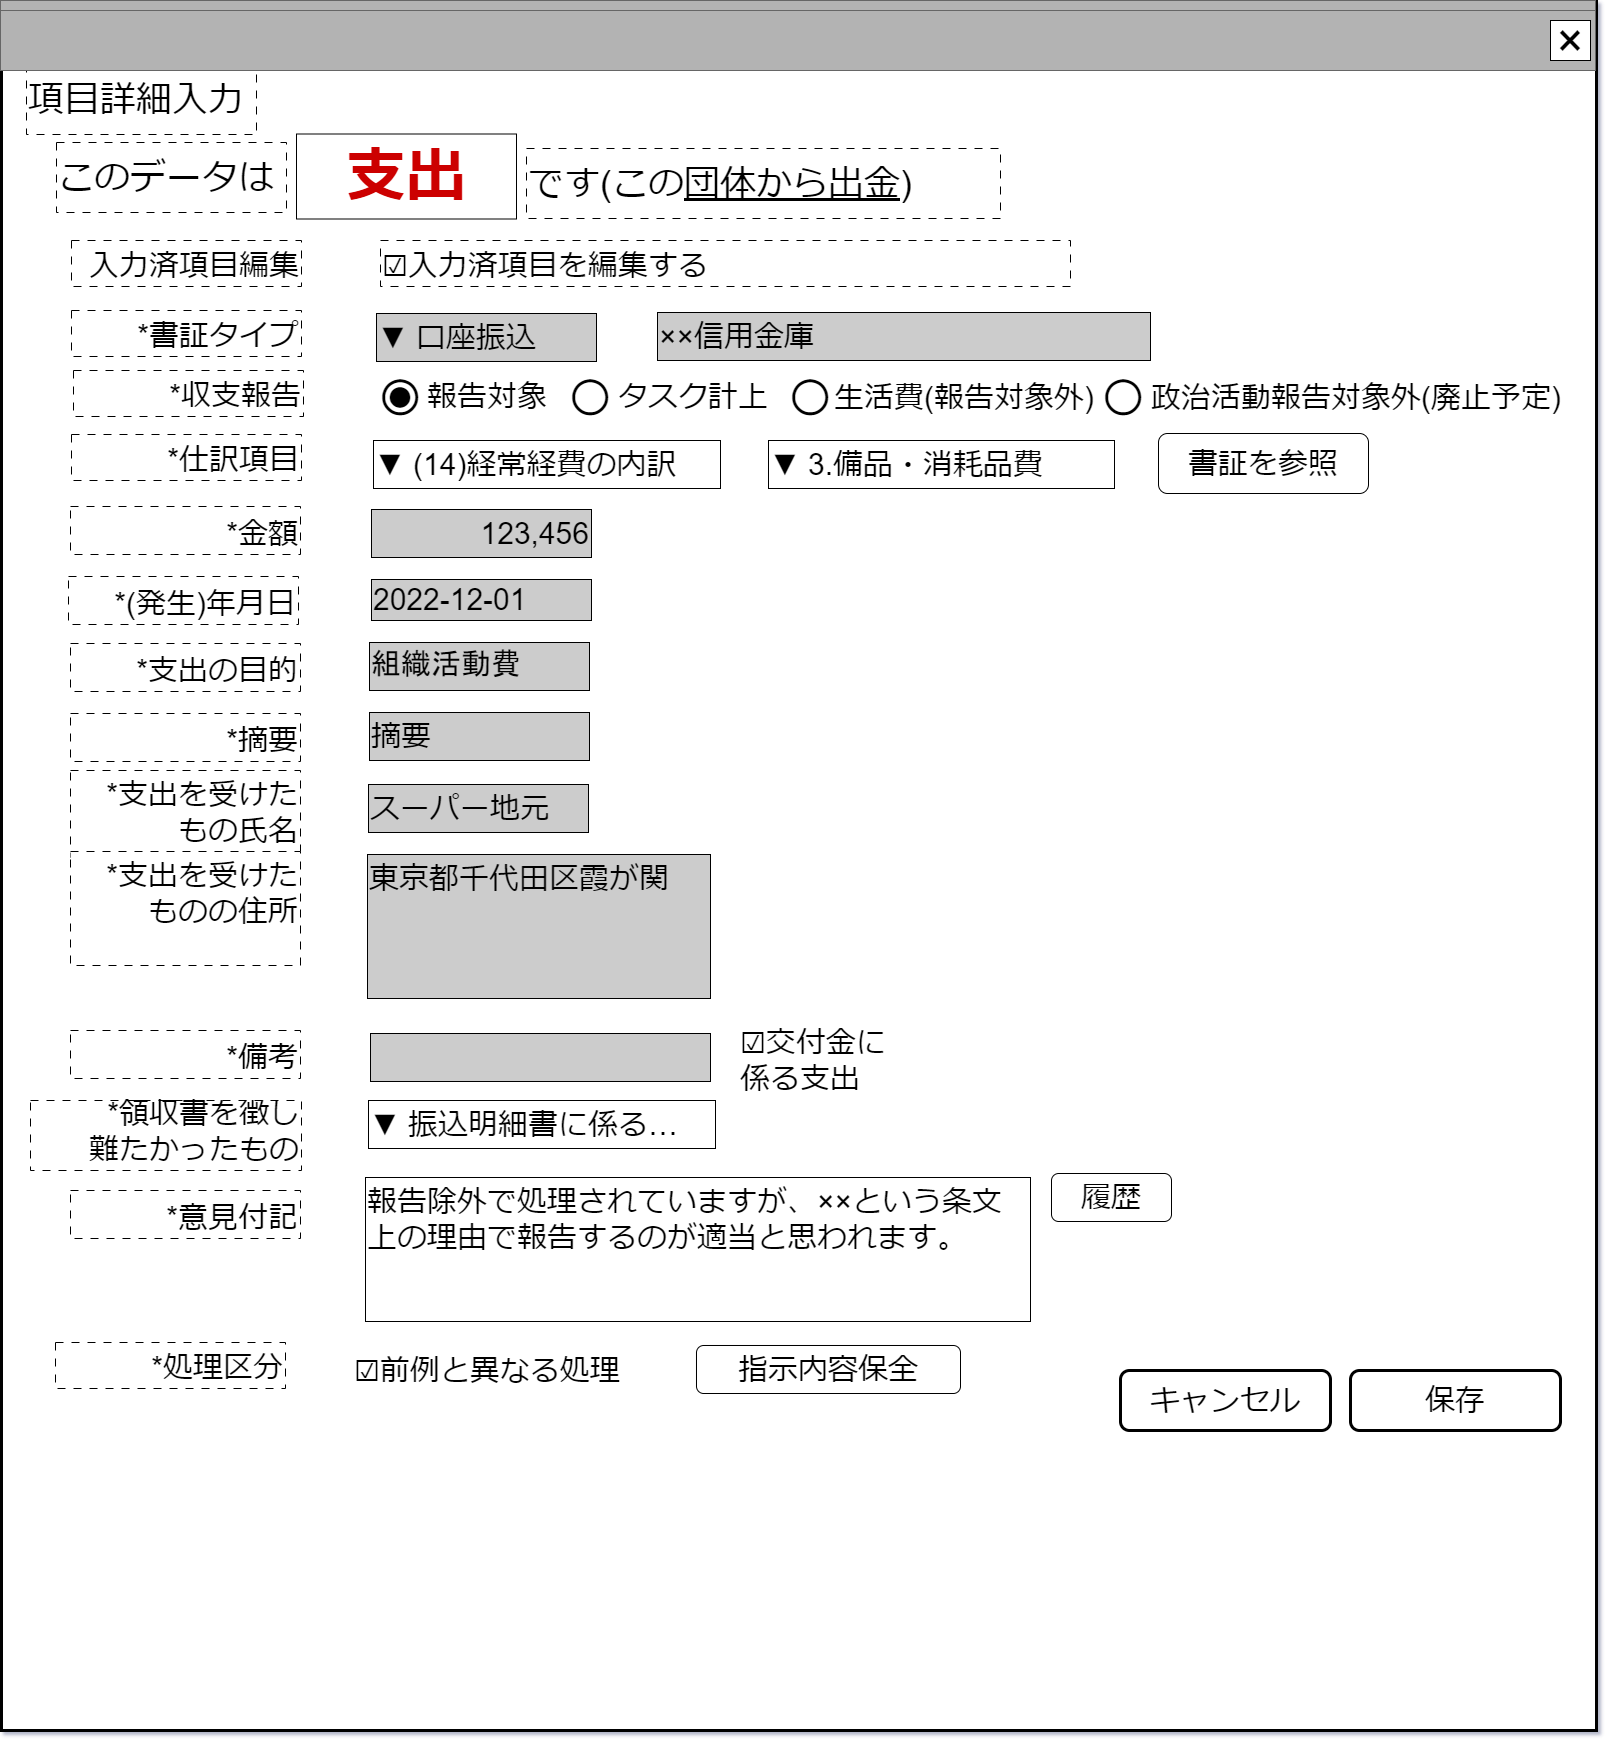 項目詳細入力
このデータは 支出 です(この団体から出金)
入力済項目編集 ☑入力済項目を編集する
*書証タイプ ▼ 口座振込 ××信用金庫
*収支報告 報告対象 タスク計上 生活費(報告対象外) 政治活動報告対象外(廃止予定)
*仕訳項目 ▼ (14)経常経費の内訳 ▼ 3.備品・消耗品費 書証を参照
*金額 123,456
*(発生)年月日 2022-12-01
*支出の目的 組織活動費
*摘要 摘要
*支出を受けた
もの氏名 スーパー地元
*支出を受けた
ものの住所 東京都千代田区霞が関
*備考 ☑交付金に
係る支出
*領収書を徴し
難たかったもの ▼ 振込明細書に係る...
*意見付記 報告除外で処理されていますが、××という条文
上の理由で報告するのが適当と思われます。
履歴
*処理区分 ☑前例と異なる処理 指示内容保全
キャンセル 保存